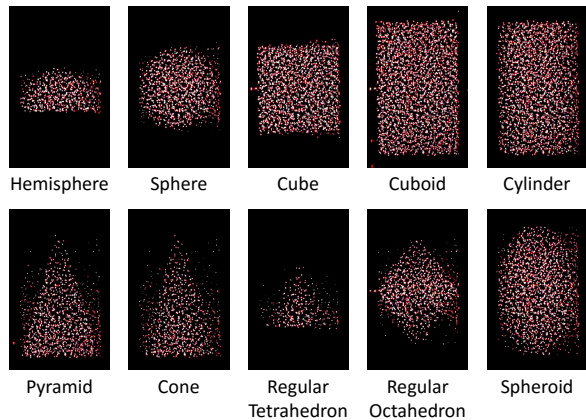 Hemisphere
Sphere
Cube
Cuboid
Cylinder
Pyramid
Cone
Regular
Tetrahedron
Regular
Octahedron
Spheroid